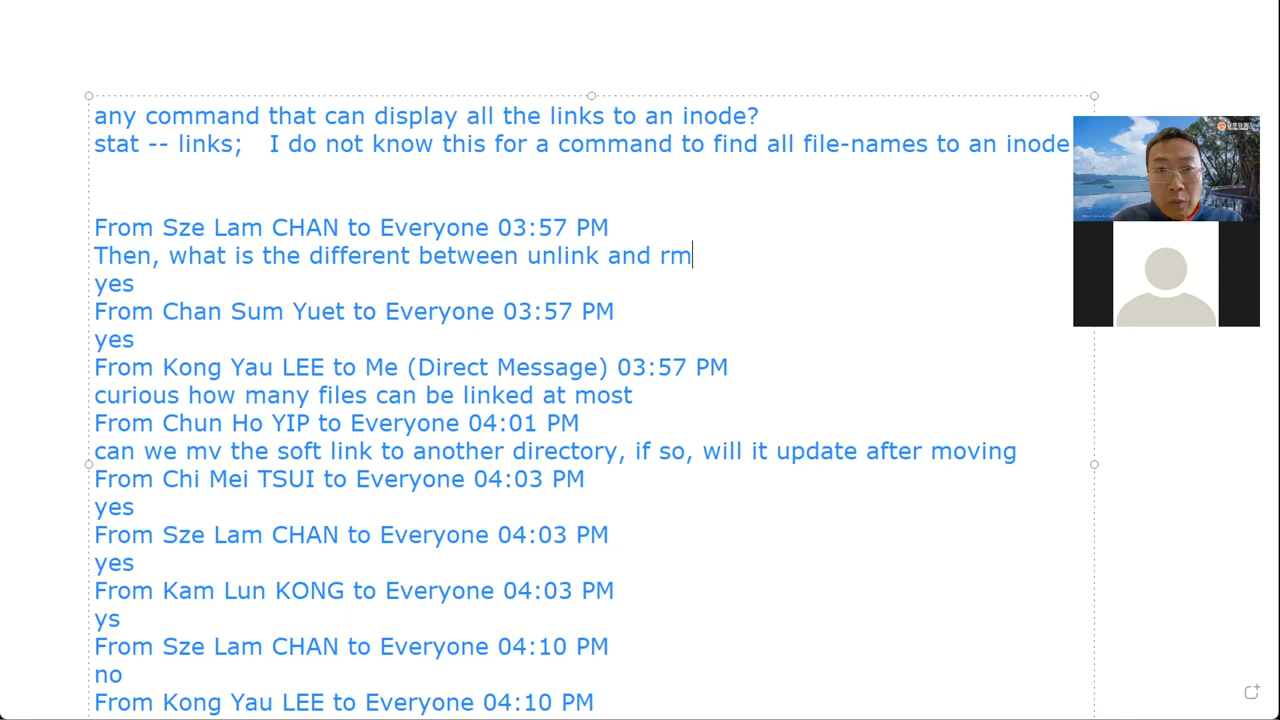 any command that can display all the links to an inode?
stat -- links;   I do not know this for a command to find all file-names to an inode
From Sze Lam CHAN to Everyone 03:57 PM
Then, what is the different between unlink and rm
yes
From Chan Sum Yuet to Everyone 03:57 PM
yes
From Kong Yau LEE to Me (Direct Message) 03:57 PM
curious how many files can be linked at most
From Chun Ho YIP to Everyone 04:01 PM
can we mv the soft link to another directory, if so, will it update after moving
From Chi Mei TSUI to Everyone 04:03 PM
yes
From Sze Lam CHAN to Everyone 04:03 PM
yes
From Kam Lun KONG to Everyone 04:03 PM
ys
From Sze Lam CHAN to Everyone 04:10 PM
no
From Kong Yau LEE to Everyone 04:10 PM